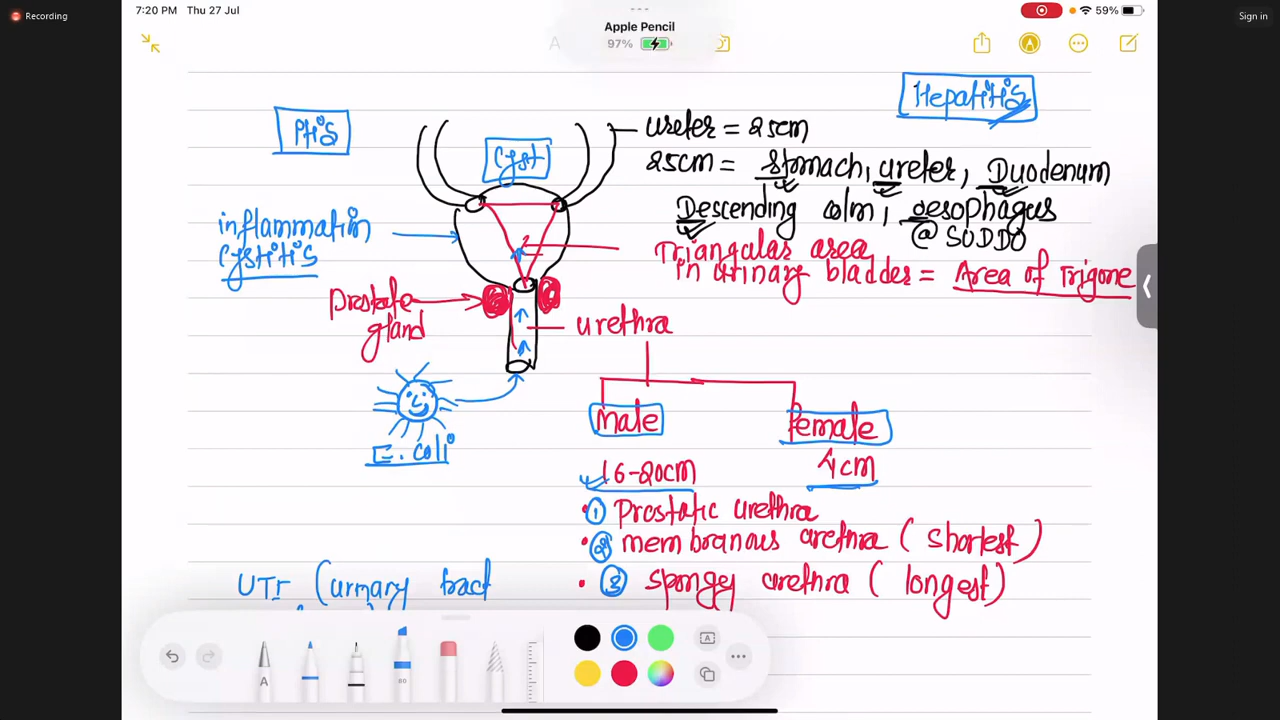 Recording
7:20 PM Thu 27 Jul
59%
Sign in
Apple Pencil
97%
Hepatitis
PHiS
Cyst
ureter = 25cm
25cm = Stomach, ureter, Duodenum
Descending colm, oesophagus
@ SUDDO
inflammation
Cystitis
Triangular area
in urinary bladder = Area of Trigone
prostate
gland
urethra
E. coli
Male
Female
16-20cm
4cm
• 1 Prostatic urethra
• 2 membranous urethra ( Shortest )
• 3 spongy urethra ( longest )
UTI (urinary tract
A
80
A